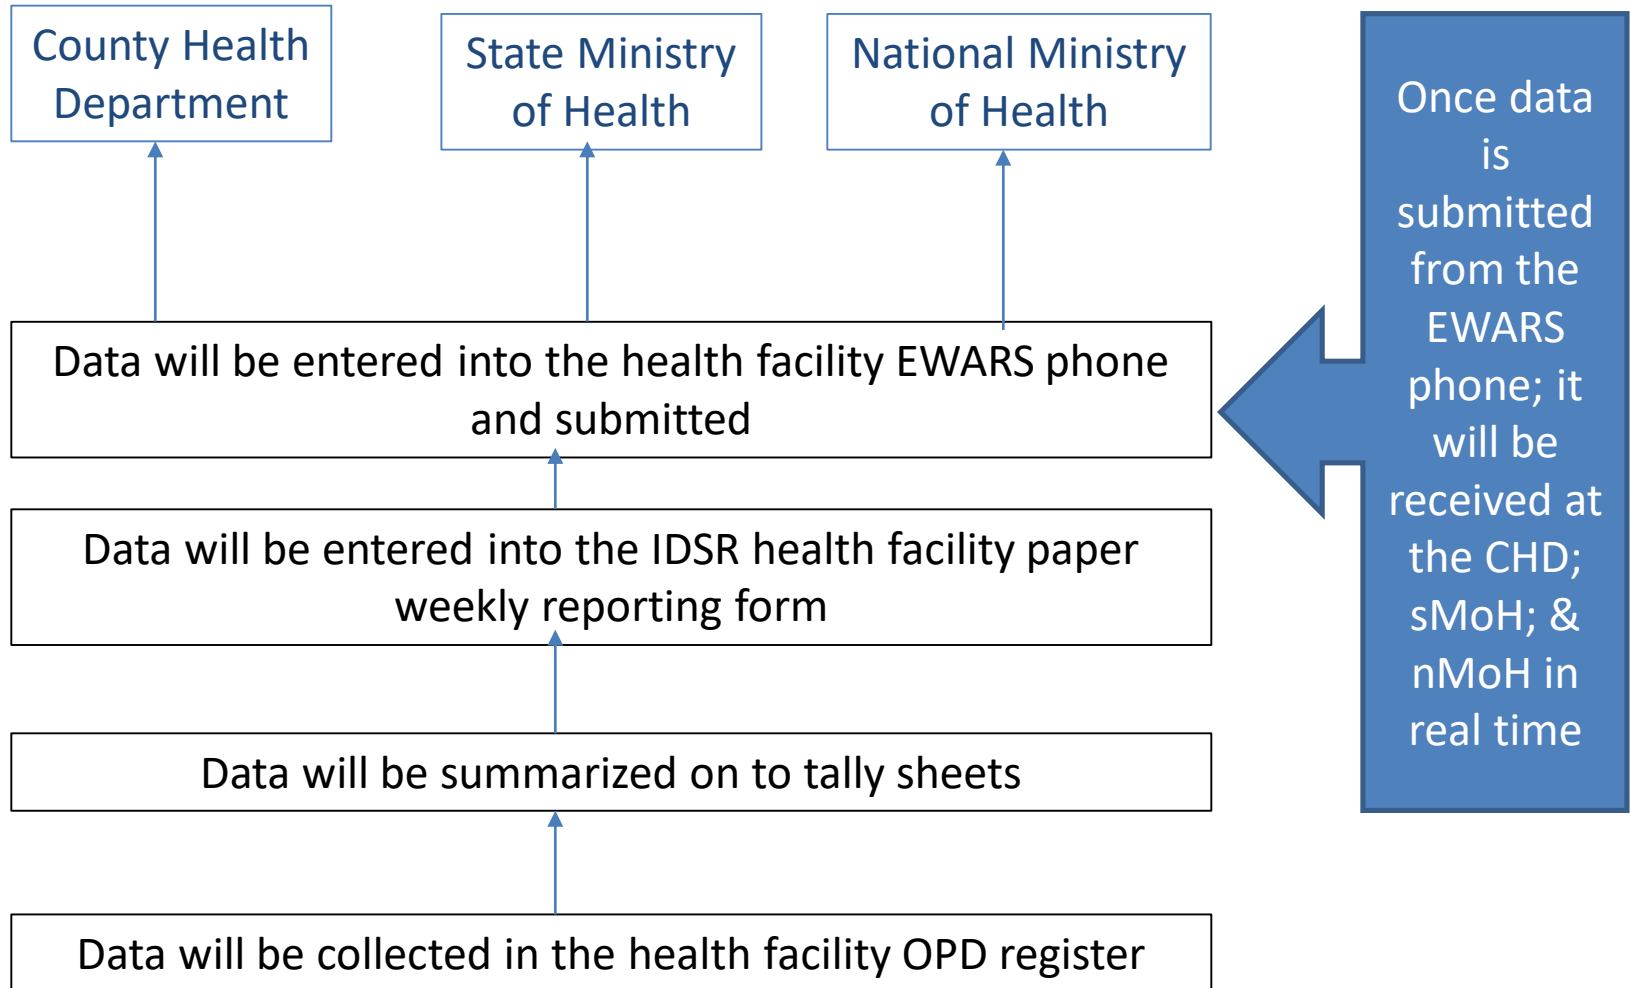 County Health
Department
State Ministry
of Health
National Ministry
of Health
Data will be entered into the health facility EWARS phone
and submitted
Data will be entered into the IDSR health facility paper
weekly reporting form
Data will be summarized on to tally sheets
Data will be collected in the health facility OPD register
Once data
is
submitted
from the
EWARS
phone; it
will be
received at
the CHD;
sMoH; &
nMoH in
real time